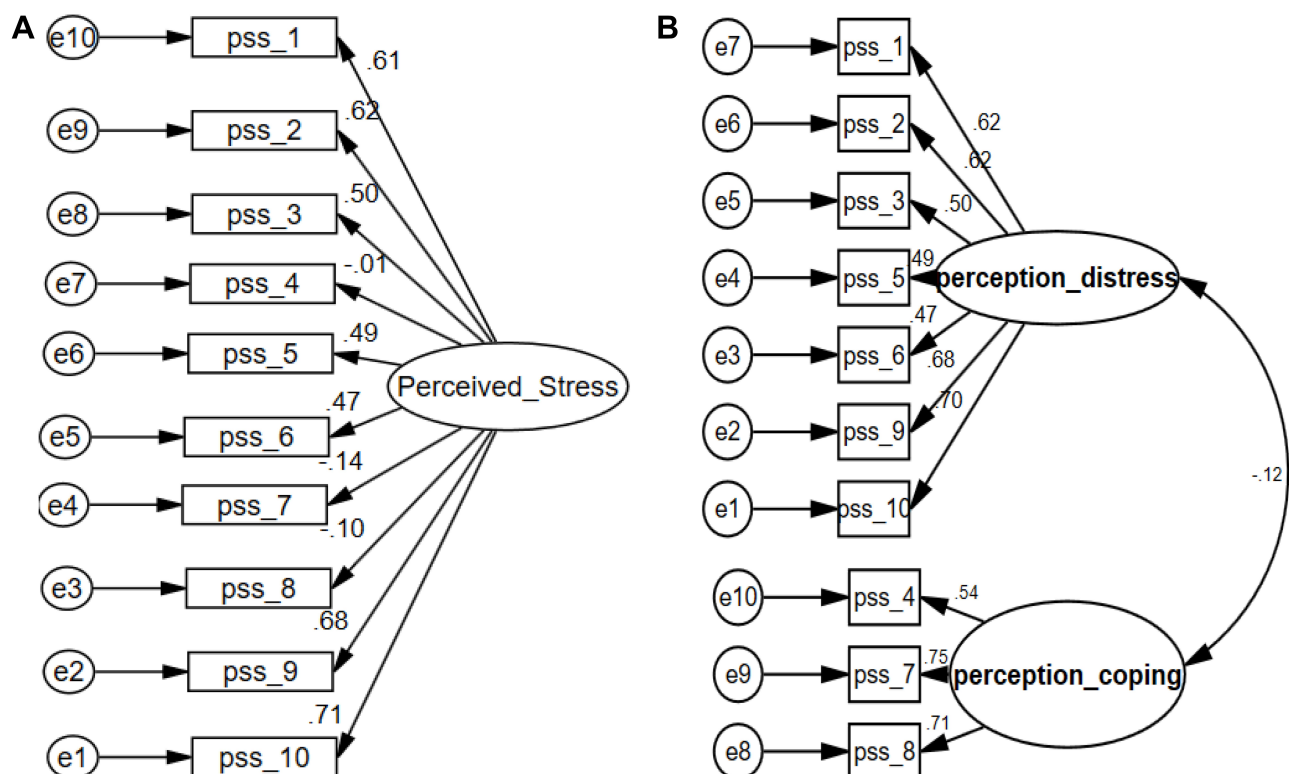 A
e10 pss_1
.61
.62
e9 pss_2
.50
e8 pss_3
-.01
e7 pss_4
.49
e6 pss_5
Perceived_Stress
.47
e5 pss_6
-.14
e4 pss_7
-.10
e3 pss_8
.68
e2 pss_9
.71
e1 pss_10
B
e7 pss_1
.62
e6 pss_2
.62
e5 pss_3
.50
.49
e4 pss_5 perception_distress
.47
e3 pss_6
.68
.70
e2 pss_9
-.12
e1 pss_10
e10 pss_4
.54
.75
e9 pss_7 perception_coping
.71
e8 pss_8